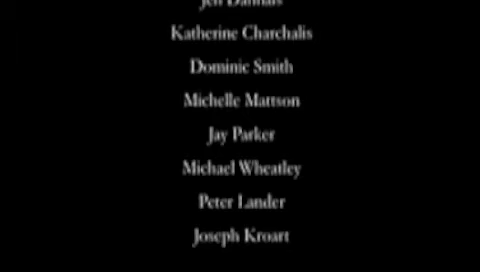 Katherine Charchalis
Dominic Smith
Michelle Mattson
Jay Parker
Michael Wheatley
Peter Lander
Joseph Kroart